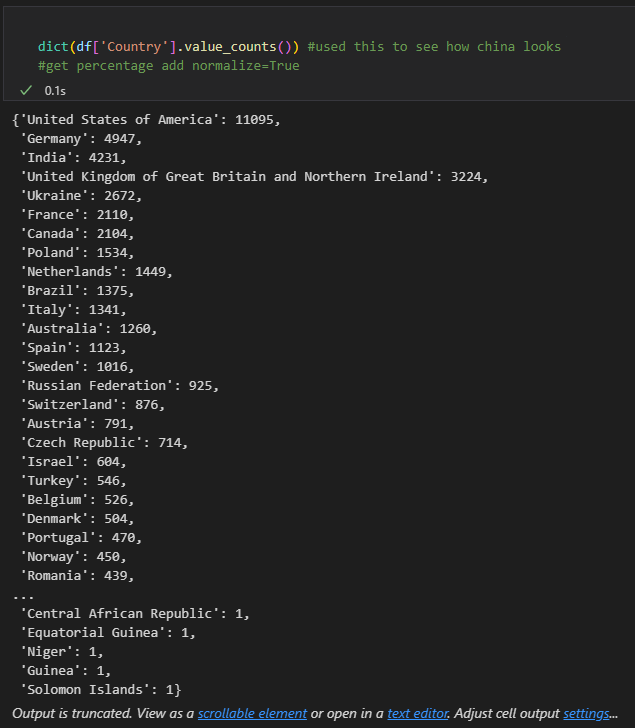 dict(df['Country'].value_counts()) #used this to see how china looks
#get percentage add normalize=True
0.1s
{'United States of America': 11095,
'Germany': 4947,
'India': 4231,
'United Kingdom of Great Britain and Northern Ireland': 3224,
'Ukraine': 2672,
'France': 2110,
'Canada': 2104,
'Poland': 1534,
'Netherlands': 1449,
'Brazil': 1375,
'Italy': 1341,
'Australia': 1260,
'Spain': 1123,
'Sweden': 1016,
'Russian Federation': 925,
'Switzerland': 876,
'Austria': 791,
'Czech Republic': 714,
'Israel': 604,
'Turkey': 546,
'Belgium': 526,
'Denmark': 504,
'Portugal': 470,
'Norway': 450,
'Romania': 439,
...
'Central African Republic': 1,
'Equatorial Guinea': 1,
'Niger': 1,
'Guinea': 1,
'Solomon Islands': 1}
Output is truncated. View as a scrollable element or open in a text editor. Adjust cell output settings...